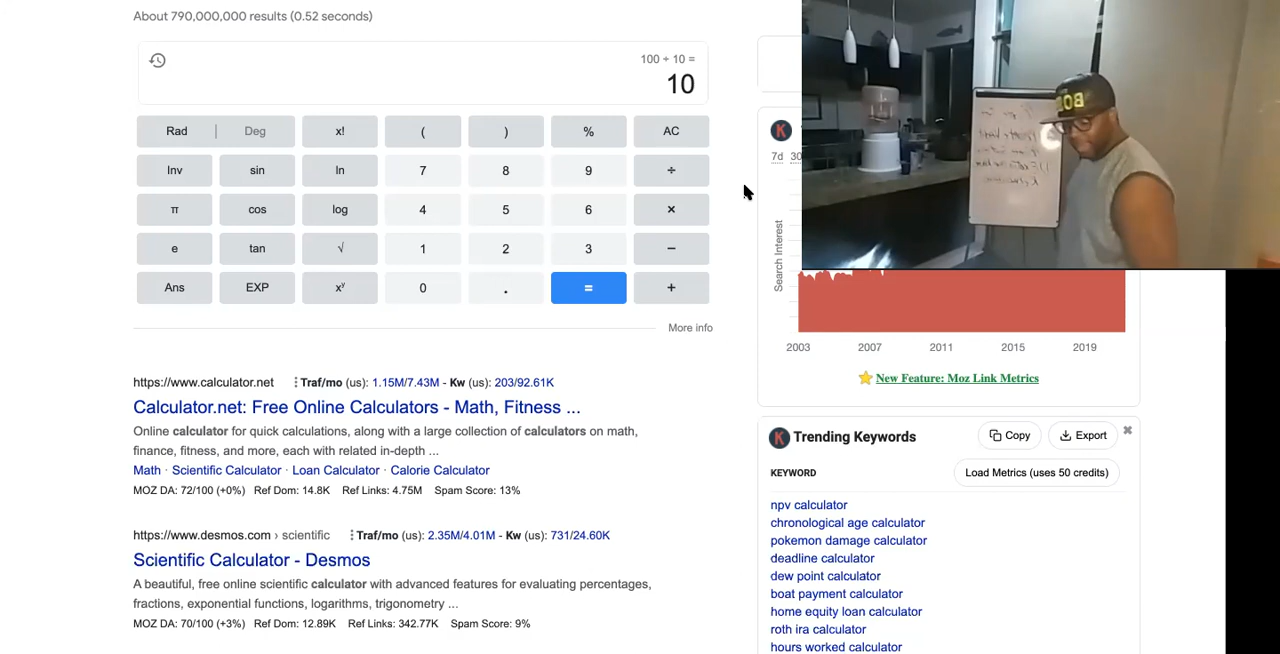 About 790,000,000 results (0.52 seconds)
100 ÷ 10 =
10
Rad | Deg x! ( ) % AC
Inv sin ln 7 8 9 ÷
π cos log 4 5 6 ×
e tan √ 1 2 3 −
Ans EXP xʸ 0 . = +
More info
https://www.calculator.net Traf/mo (us): 1.15M/7.43M - Kw (us): 203/92.61K
Calculator.net: Free Online Calculators - Math, Fitness ...
Online calculator for quick calculations, along with a large collection of calculators on math,
finance, fitness, and more, each with related in-depth ...
Math · Scientific Calculator · Loan Calculator · Calorie Calculator
MOZ DA: 72/100 (+0%) Ref Dom: 14.8K Ref Links: 4.75M Spam Score: 13%
https://www.desmos.com › scientific Traf/mo (us): 2.35M/4.01M - Kw (us): 731/24.60K
Scientific Calculator - Desmos
A beautiful, free online scientific calculator with advanced features for evaluating percentages,
fractions, exponential functions, logarithms, trigonometry ...
MOZ DA: 70/100 (+3%) Ref Dom: 12.89K Ref Links: 342.77K Spam Score: 9%
K
7d 30
Search Interest
2003 2007 2011 2015 2019
New Feature: Moz Link Metrics
K Trending Keywords Copy Export
KEYWORD Load Metrics (uses 50 credits)
npv calculator
chronological age calculator
pokemon damage calculator
deadline calculator
dew point calculator
boat payment calculator
home equity loan calculator
roth ira calculator
hours worked calculator